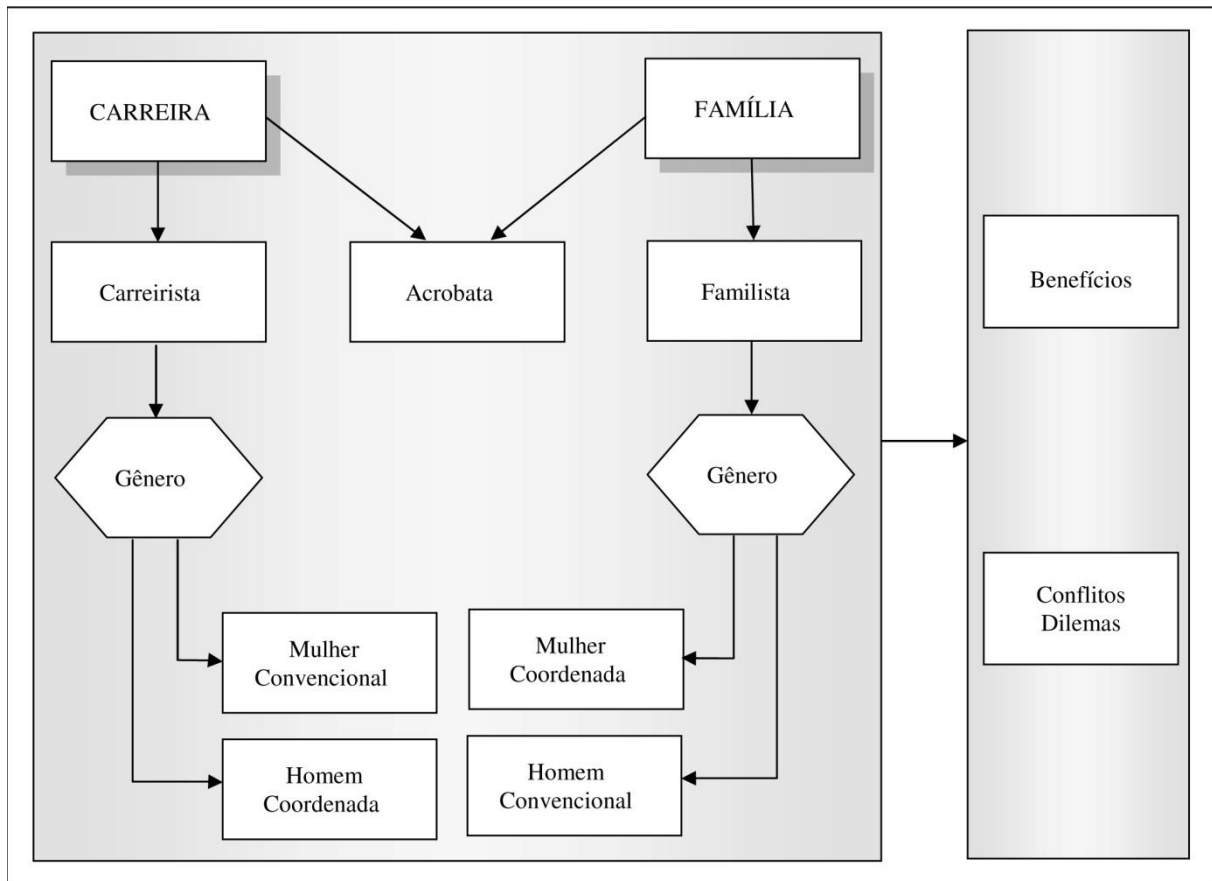 CARREIRA
FAMÍLIA
Carreirista
Acrobata
Familista
Benefícios
Gênero
Gênero
Mulher
Convencional
Mulher
Coordenada
Conflitos
Dilemas
Homem
Coordenada
Homem
Convencional